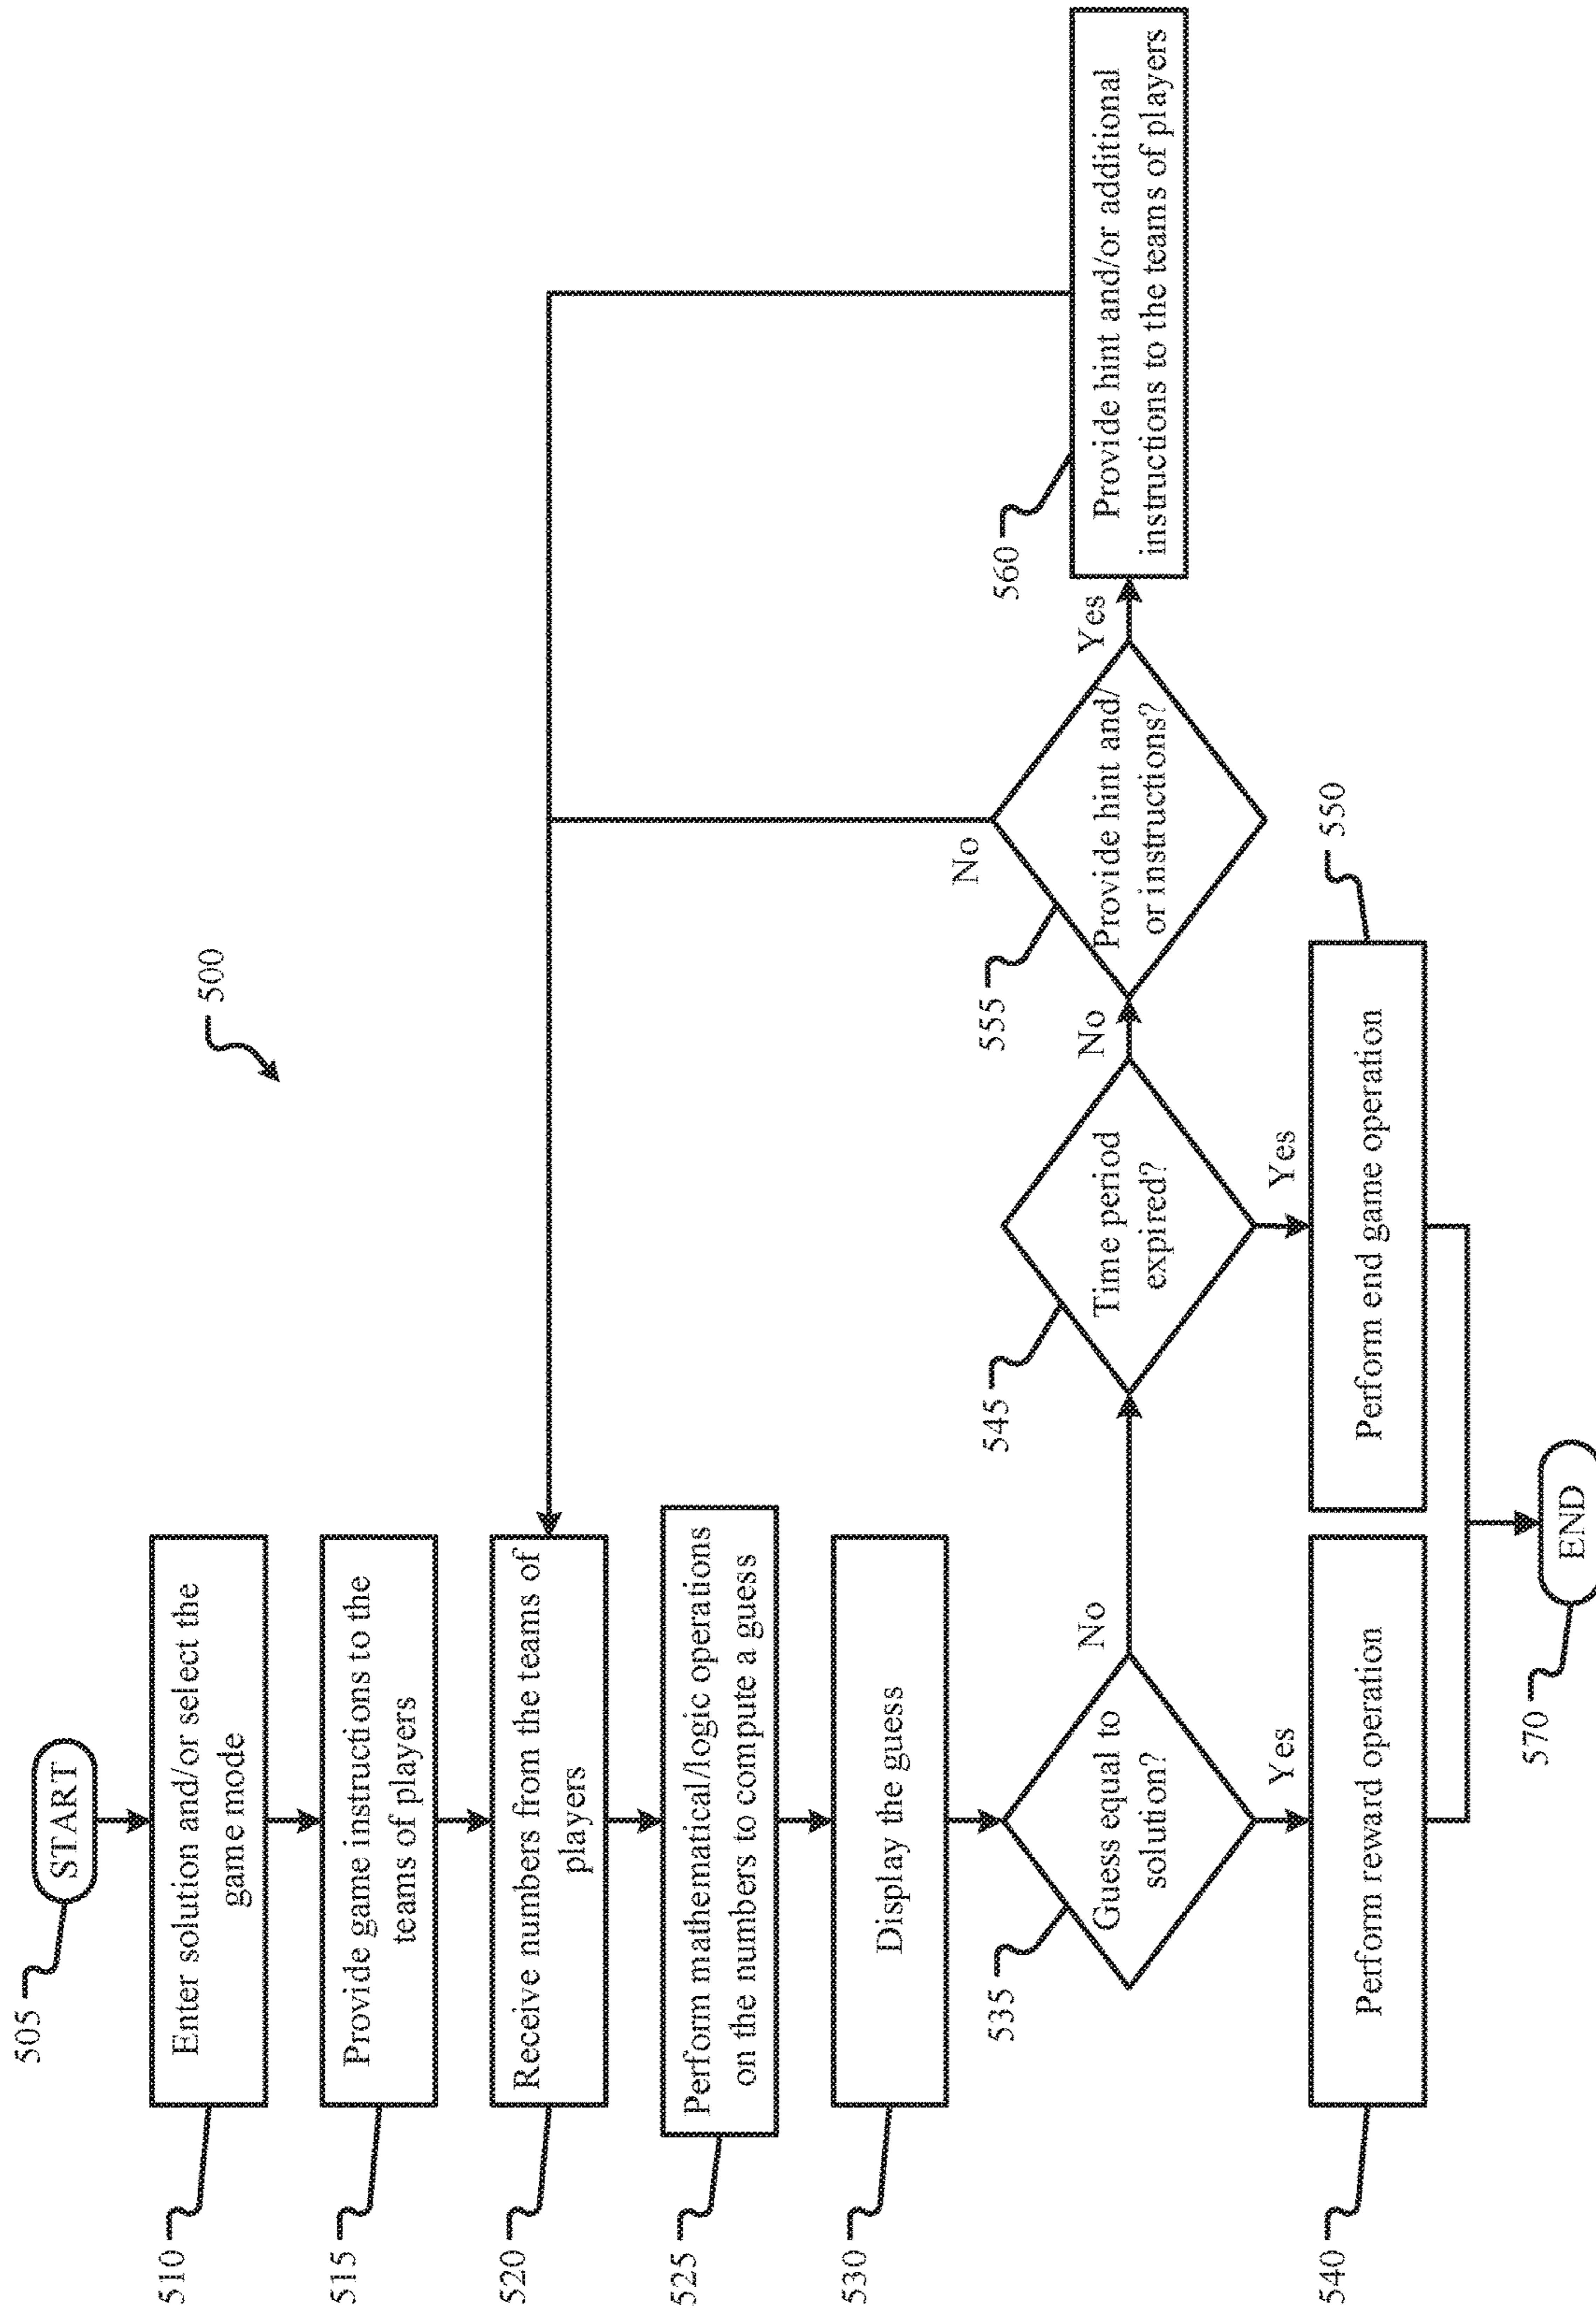 500
505
START
510
Enter solution and/or select the
game mode
515
Provide game instructions to the
teams of players
520
Receive numbers from the teams of
players
525
Perform mathematical/logic operations
on the numbers to compute a guess
530
Display the guess
535
Guess equal to
solution?
No
Yes
545
Time period
expired?
No
Yes
555
Provide hint and/
or instructions?
No
Yes
560
Provide hint and/or additional
instructions to the teams of players
540
Perform reward operation
550
Perform end game operation
570
END